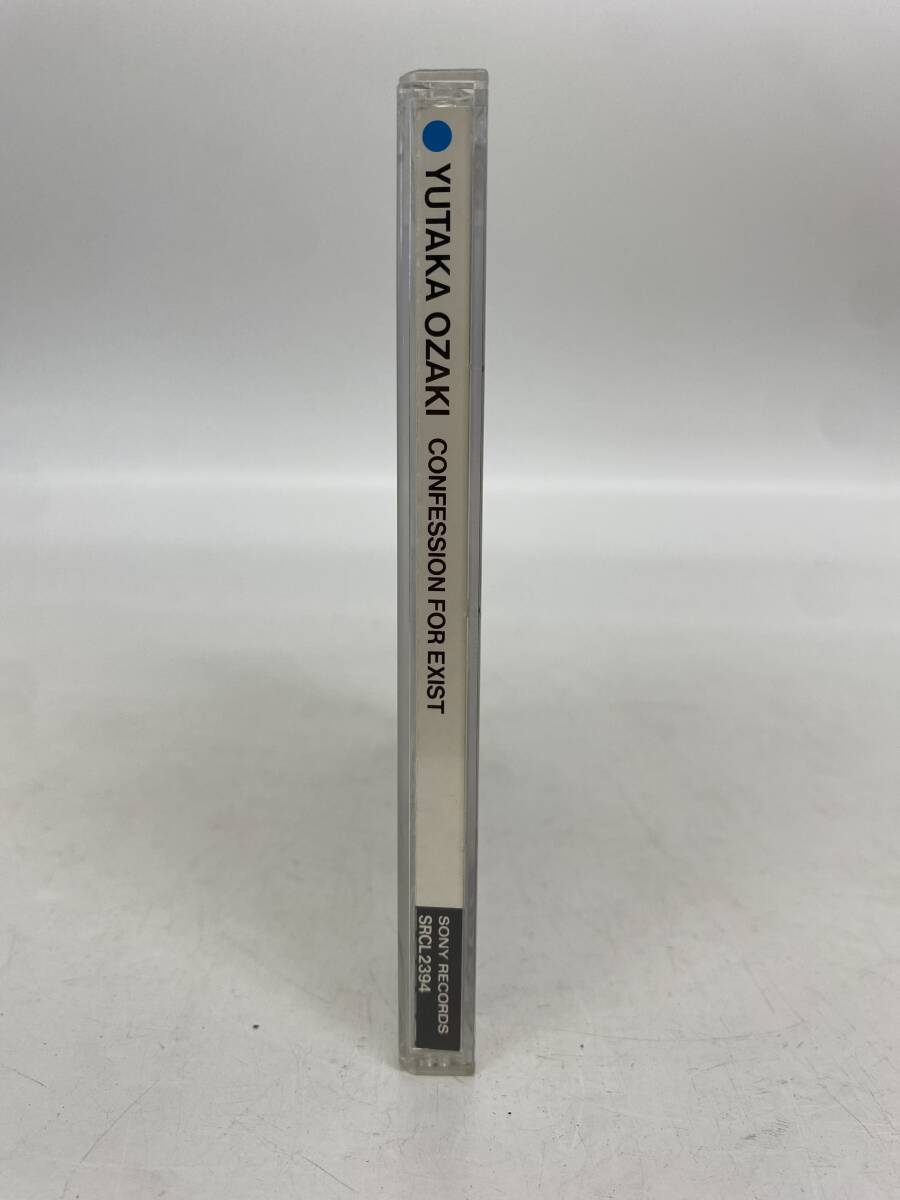 YUTAKA OZAKI CONFESSION FOR EXIST
SONY RECORDS
SRCL 2394